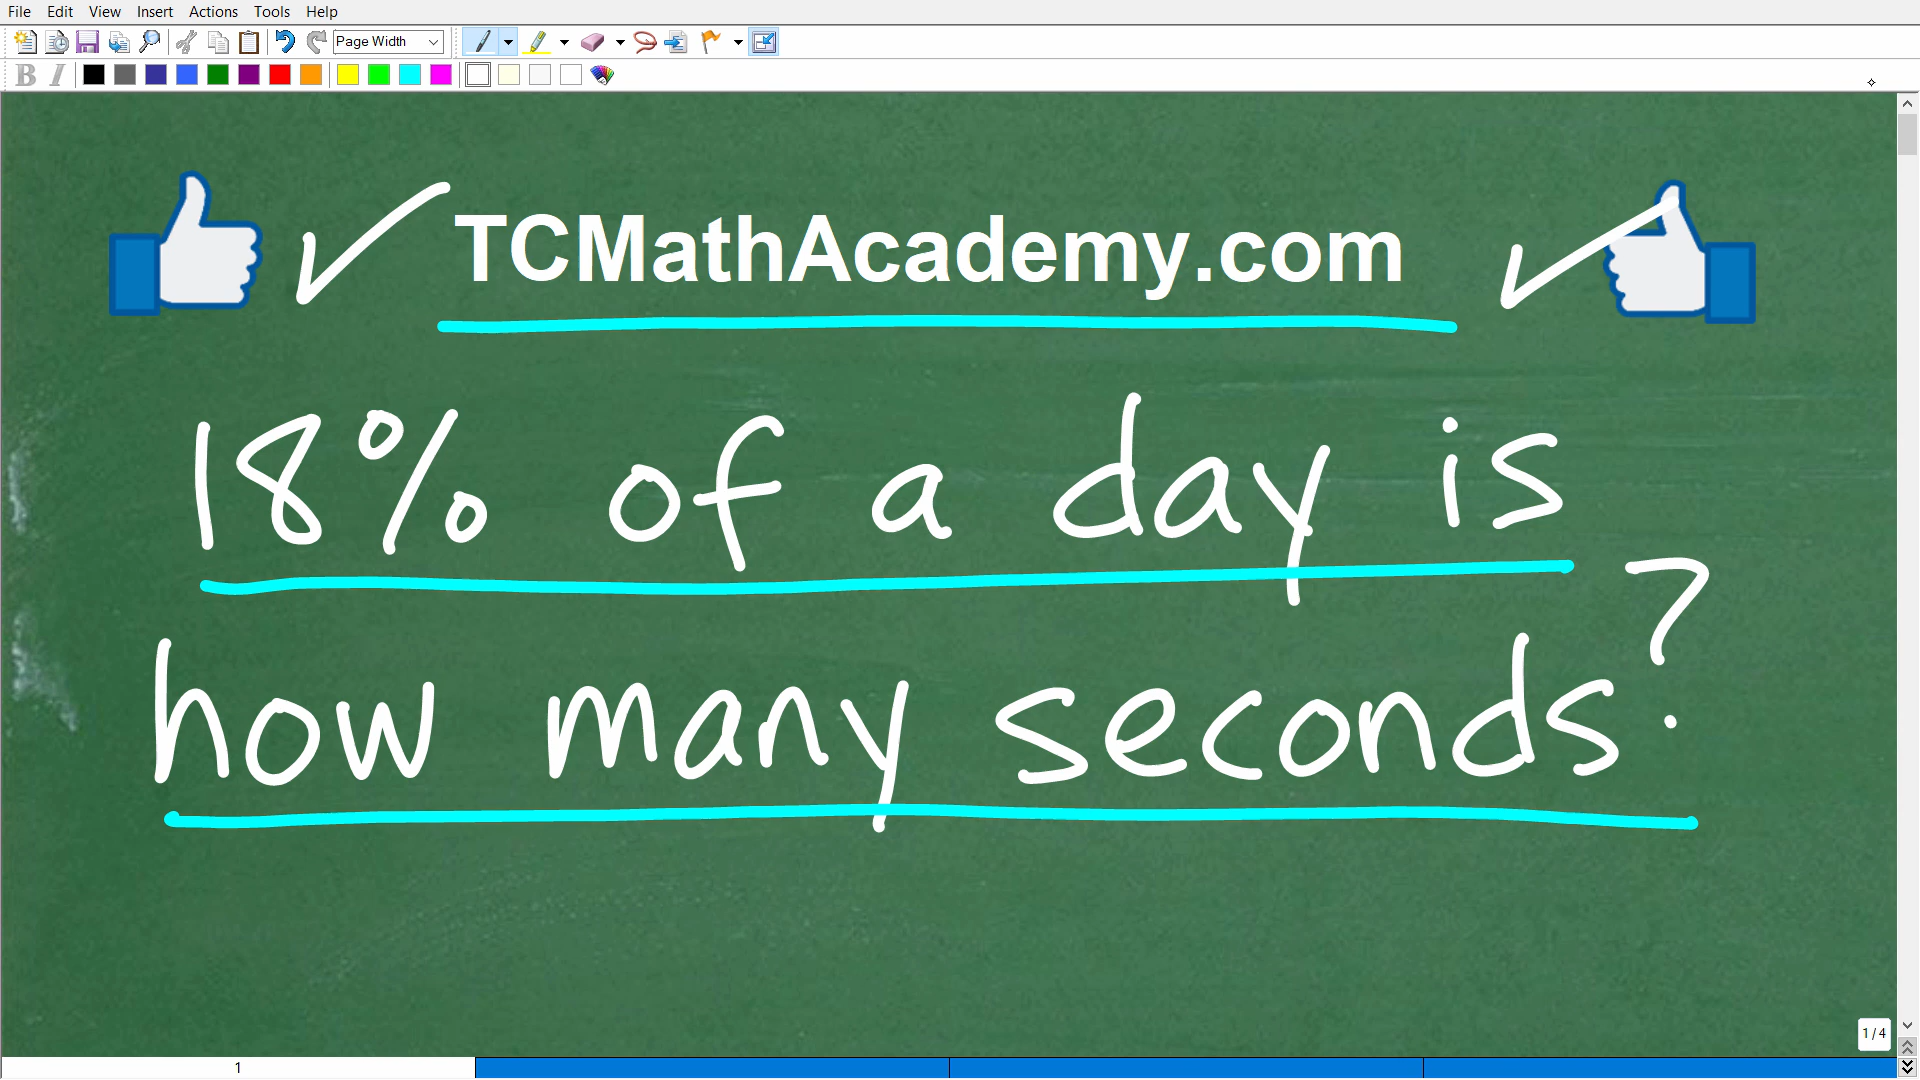 File Edit View Insert Actions Tools Help
Page Width
B I
TCMathAcademy.com
18% of a day is
how many seconds?
1 / 4
1